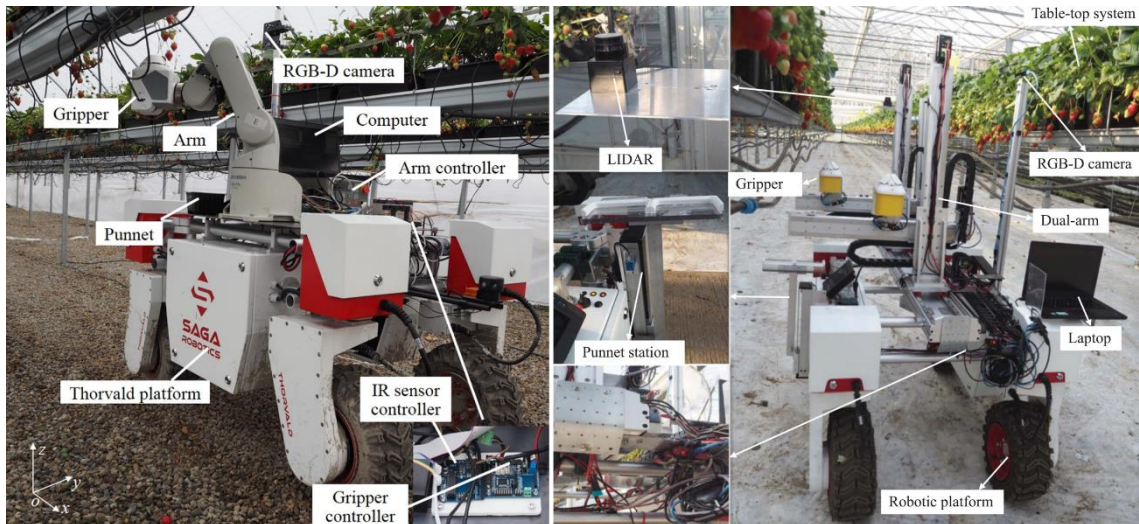 RGB-D camera
Gripper
Arm
Computer
Arm controller
Punnet
SAGA
ROBOTICS
Thorvald platform
THORVALD
IR sensor
controller
Gripper
controller
z
y
o
x
LIDAR
Punnet station
Table-top system
RGB-D camera
Gripper
Dual-arm
Laptop
Robotic platform